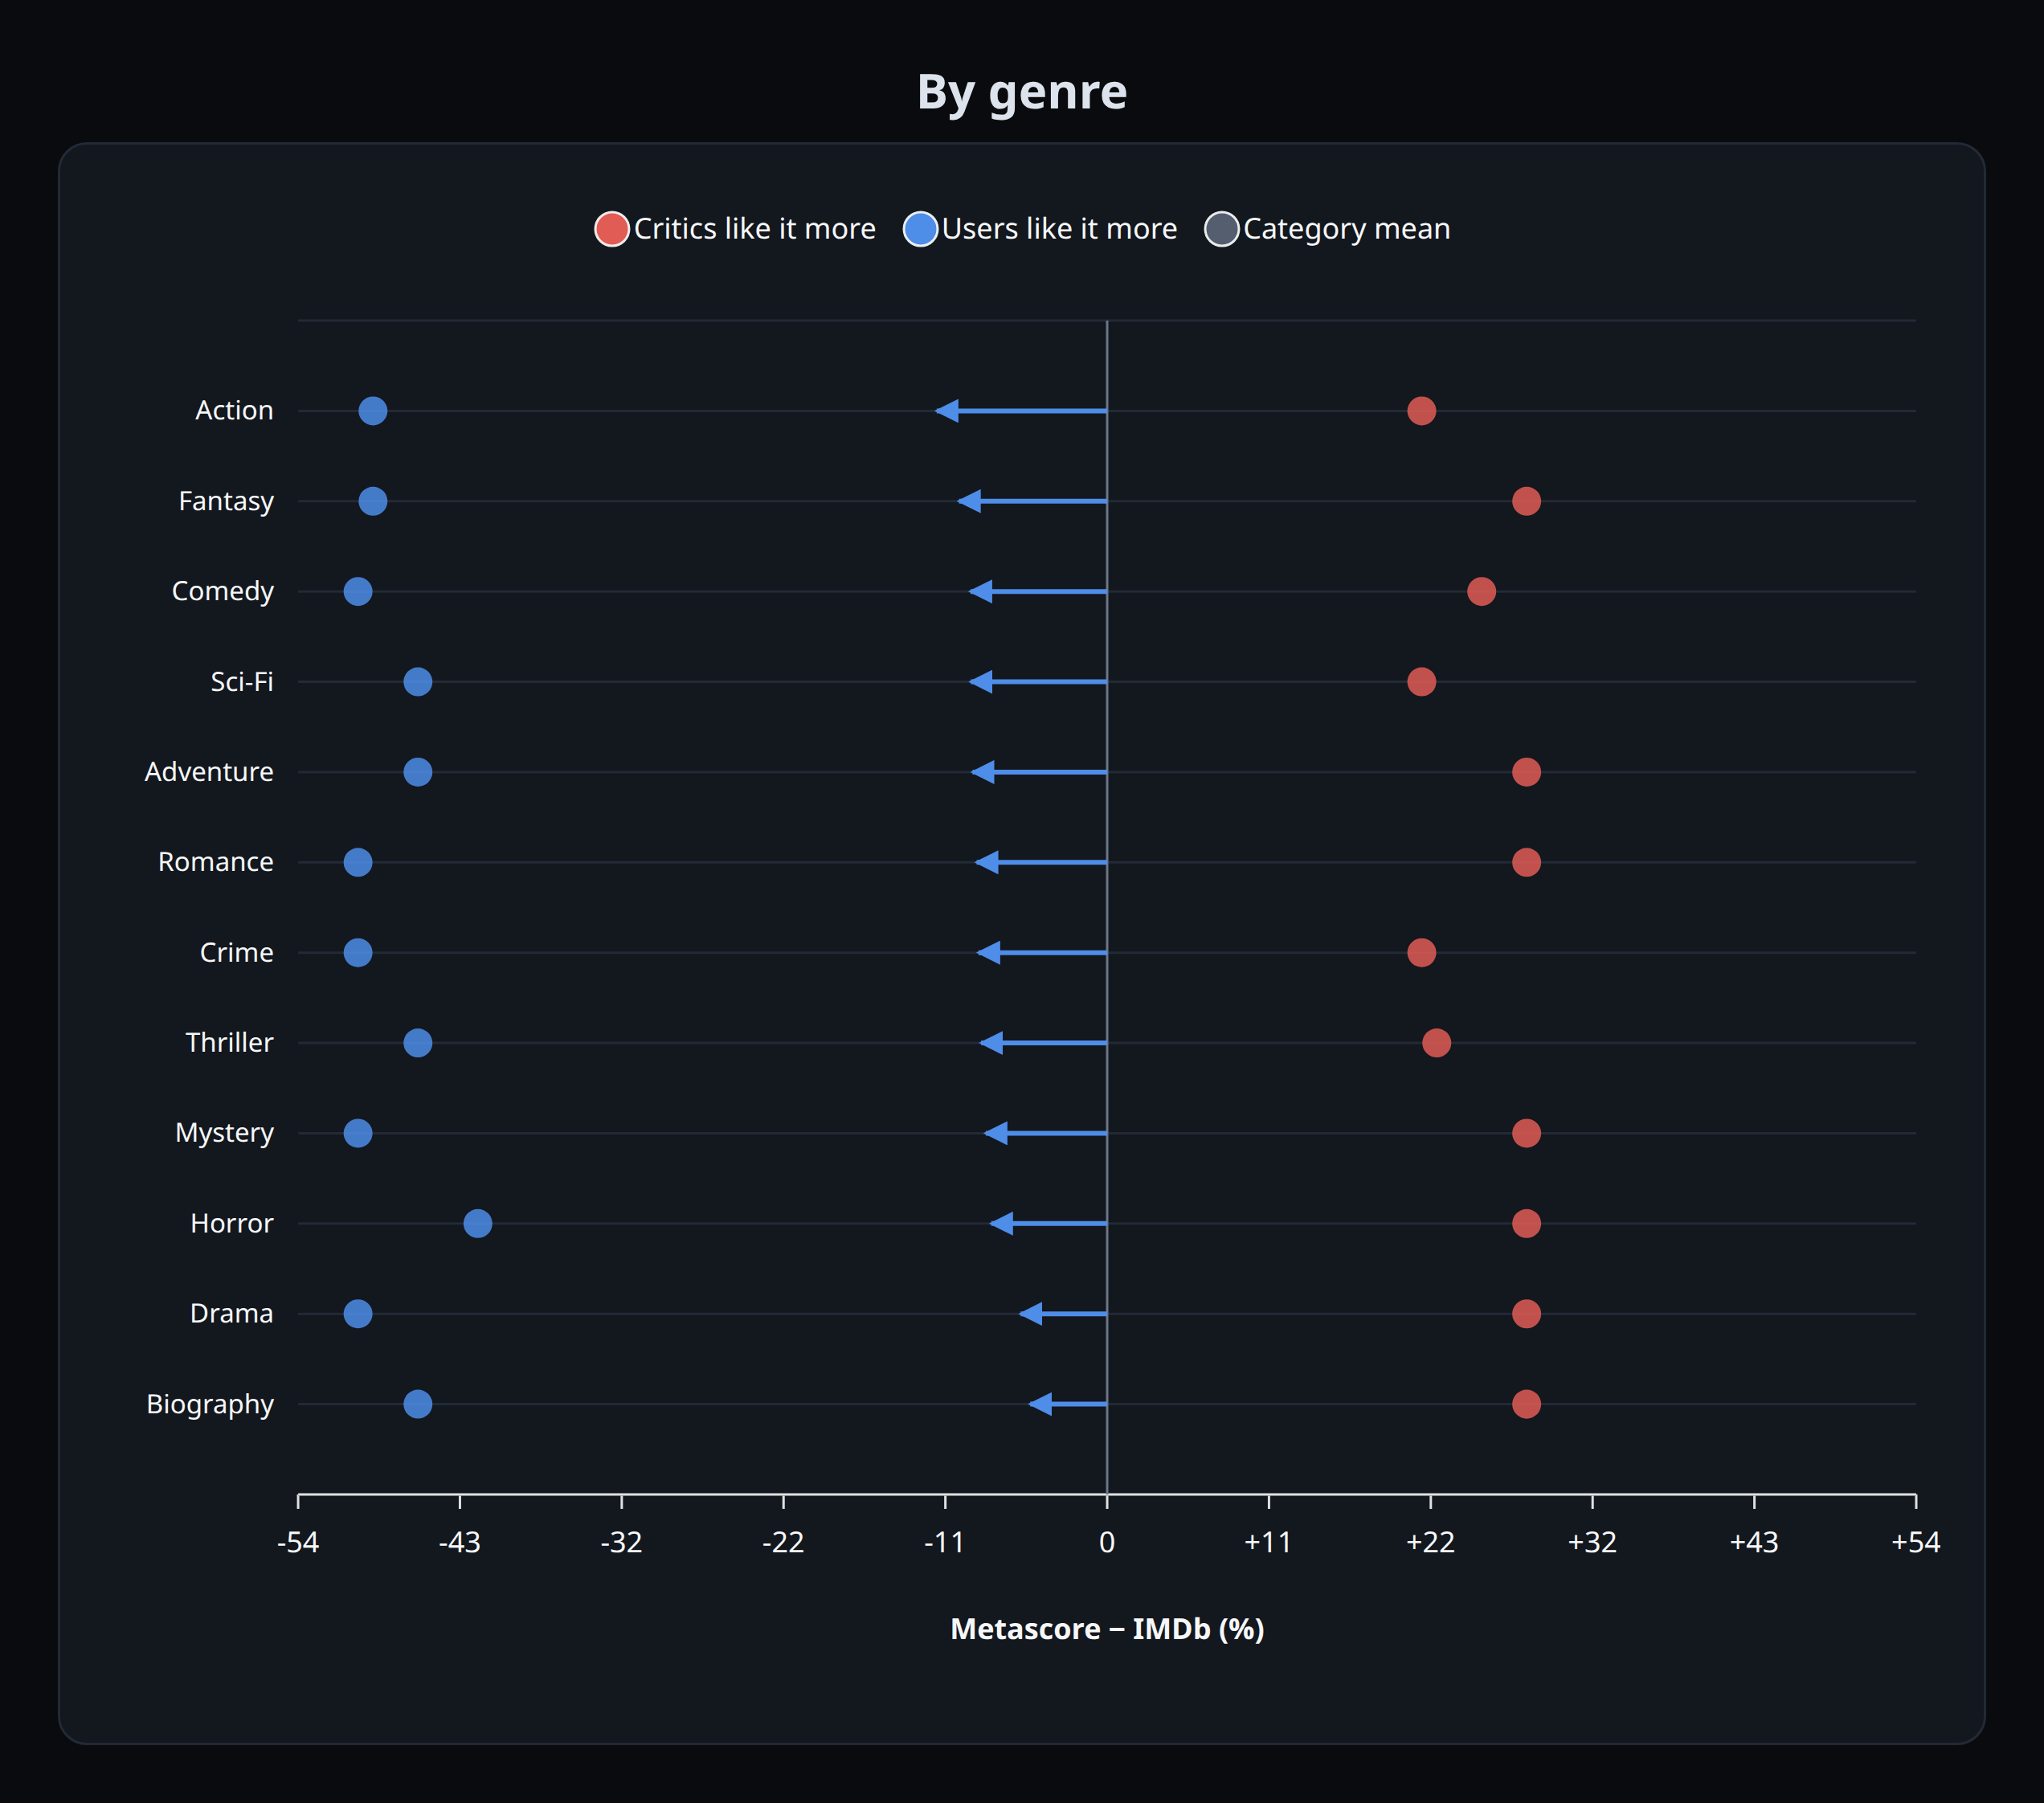 By genre
Critics like it more Users like it more Category mean
Action
Fantasy
Comedy
Sci-Fi
Adventure
Romance
Crime
Thriller
Mystery
Horror
Drama
Biography
-54 -43 -32 -22 -11 0 +11 +22 +32 +43 +54
Metascore – IMDb (%)